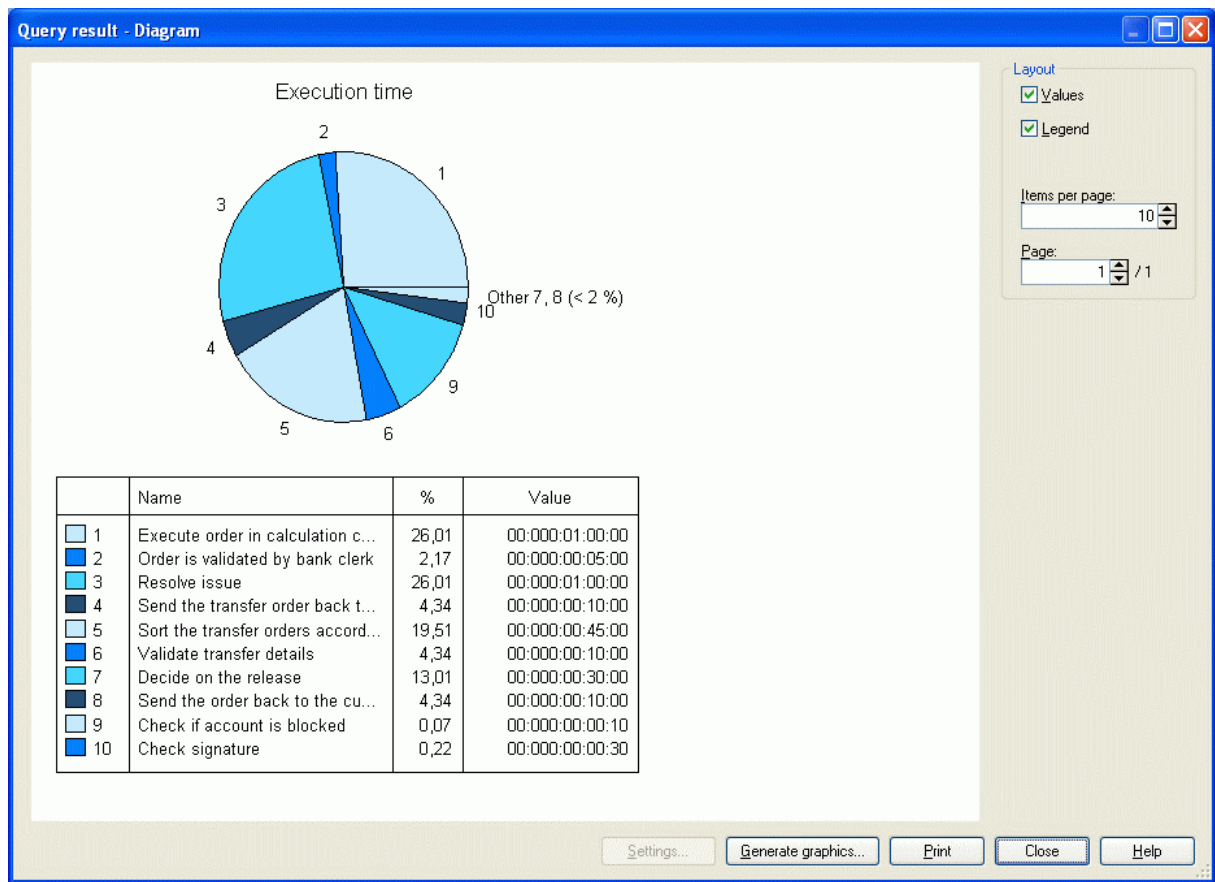 Query result - Diagram
Execution time
2
1
3
Other 7, 8 (< 2 %)
10
4
9
5
6
Name % Value
1 Execute order in calculation c... 26,01 00:000:01:00:00
2 Order is validated by bank clerk 2,17 00:000:00:05:00
3 Resolve issue 26,01 00:000:01:00:00
4 Send the transfer order back t... 4,34 00:000:00:10:00
5 Sort the transfer orders accord... 19,51 00:000:00:45:00
6 Validate transfer details 4,34 00:000:00:10:00
7 Decide on the release 13,01 00:000:00:30:00
8 Send the order back to the cu... 4,34 00:000:00:10:00
9 Check if account is blocked 0,07 00:000:00:00:10
10 Check signature 0,22 00:000:00:00:30
Layout
Values
Legend
Items per page:
10
Page:
1 / 1
Settings... Generate graphics... Print Close Help